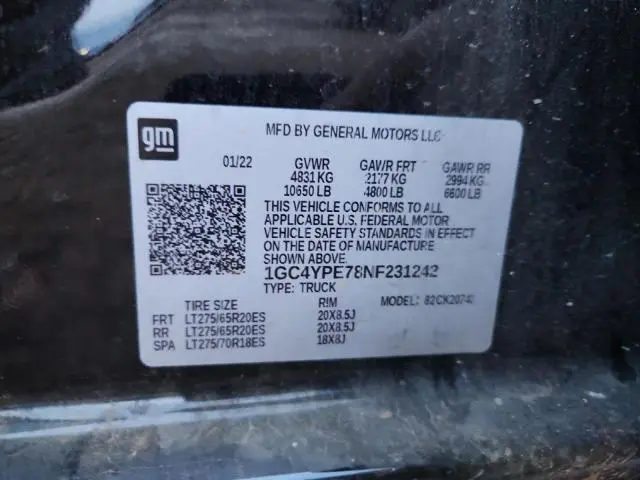 gm
MFD BY GENERAL MOTORS LLC
01/22 GVWR GAWR FRT GAWR RR
4831 KG 2177 KG 2994 KG
10650 LB 4800 LB 6600 LB
THIS VEHICLE CONFORMS TO ALL
APPLICABLE U.S. FEDERAL MOTOR
VEHICLE SAFETY STANDARDS IN EFFECT
ON THE DATE OF MANUFACTURE
SHOWN ABOVE.
1GC4YPE78NF231242
TYPE: TRUCK
TIRE SIZE RIM MODEL: 82CK20743
FRT LT275/65R20ES 20X8.5J
RR LT275/65R20ES 20X8.5J
SPA LT275/70R18ES 18X8J